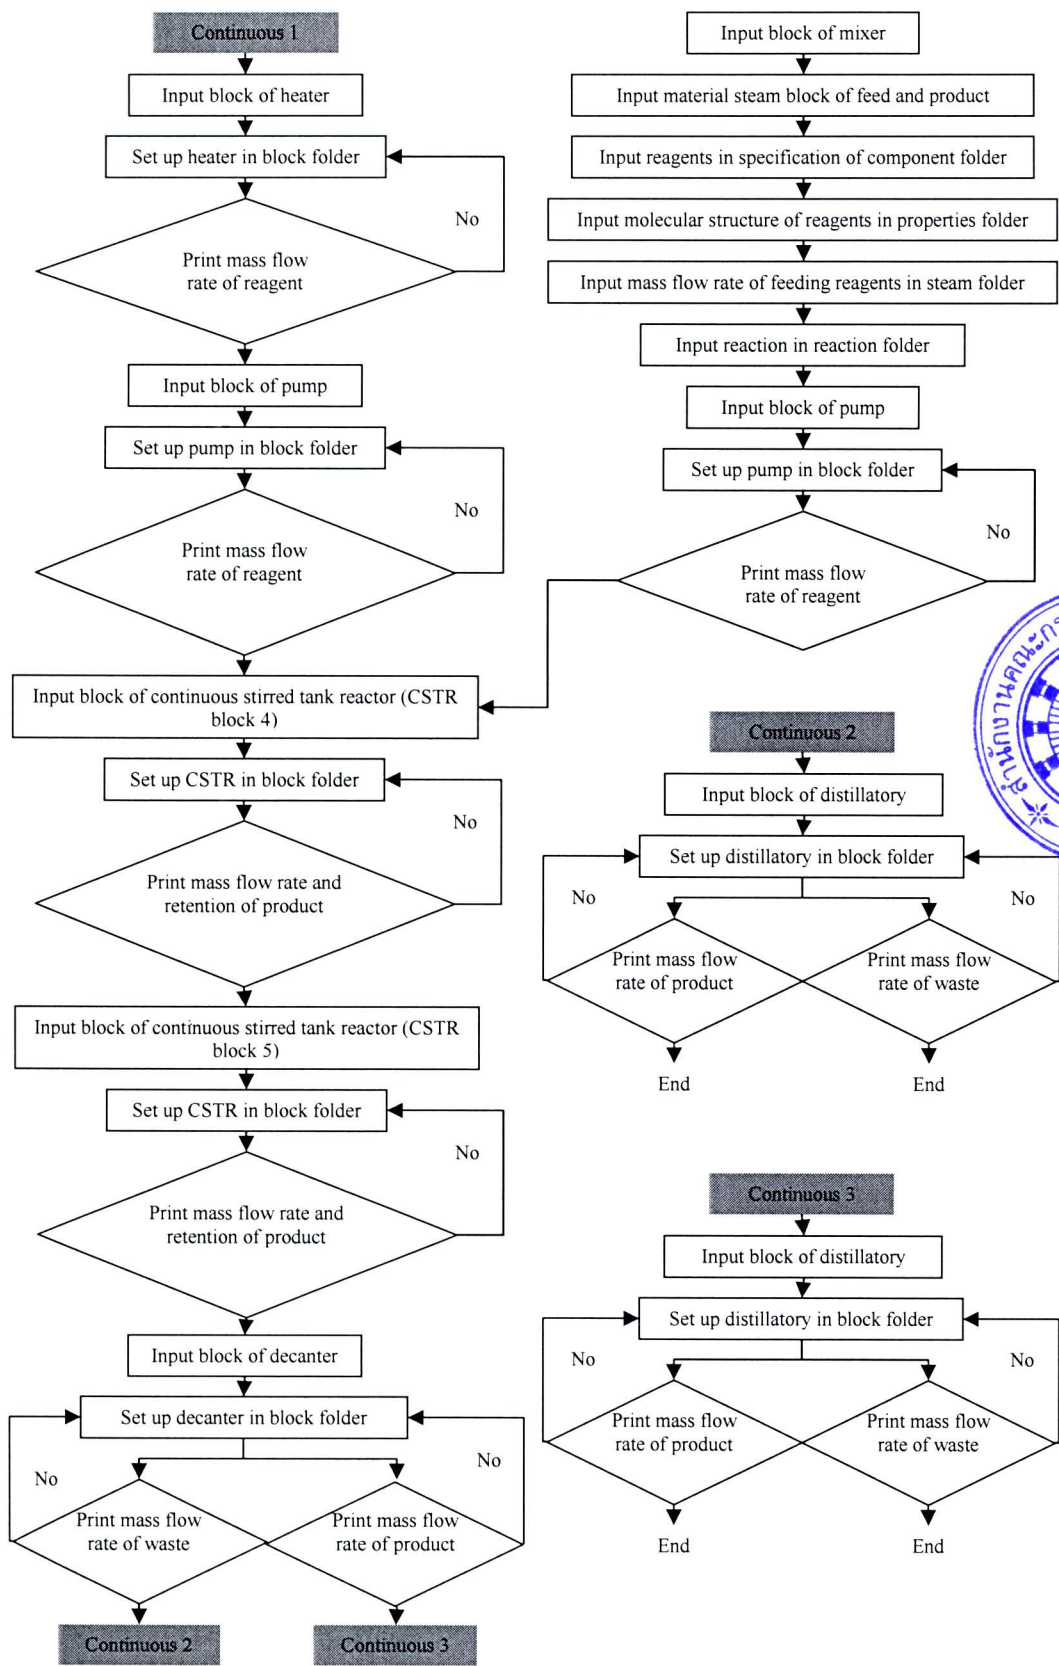 Continuous 1
Input block of heater
Set up heater in block folder
No
Print mass flow
rate of reagent
Input block of pump
Set up pump in block folder
No
Print mass flow
rate of reagent
Input block of continuous stirred tank reactor (CSTR
block 4)
Set up CSTR in block folder
No
Print mass flow rate and
retention of product
Input block of continuous stirred tank reactor (CSTR
block 5)
Set up CSTR in block folder
No
Print mass flow rate and
retention of product
Input block of decanter
Set up decanter in block folder
No
No
Print mass flow
rate of waste
Print mass flow
rate of product
Continuous 2
Continuous 3
Input block of mixer
Input material steam block of feed and product
Input reagents in specification of component folder
Input molecular structure of reagents in properties folder
Input mass flow rate of feeding reagents in steam folder
Input reaction in reaction folder
Input block of pump
Set up pump in block folder
No
Print mass flow
rate of reagent
สำนักงานคณะกร
Continuous 2
Input block of distillatory
Set up distillatory in block folder
No
No
Print mass flow
rate of product
Print mass flow
rate of waste
End
End
Continuous 3
Input block of distillatory
Set up distillatory in block folder
No
No
Print mass flow
rate of product
Print mass flow
rate of waste
End
End